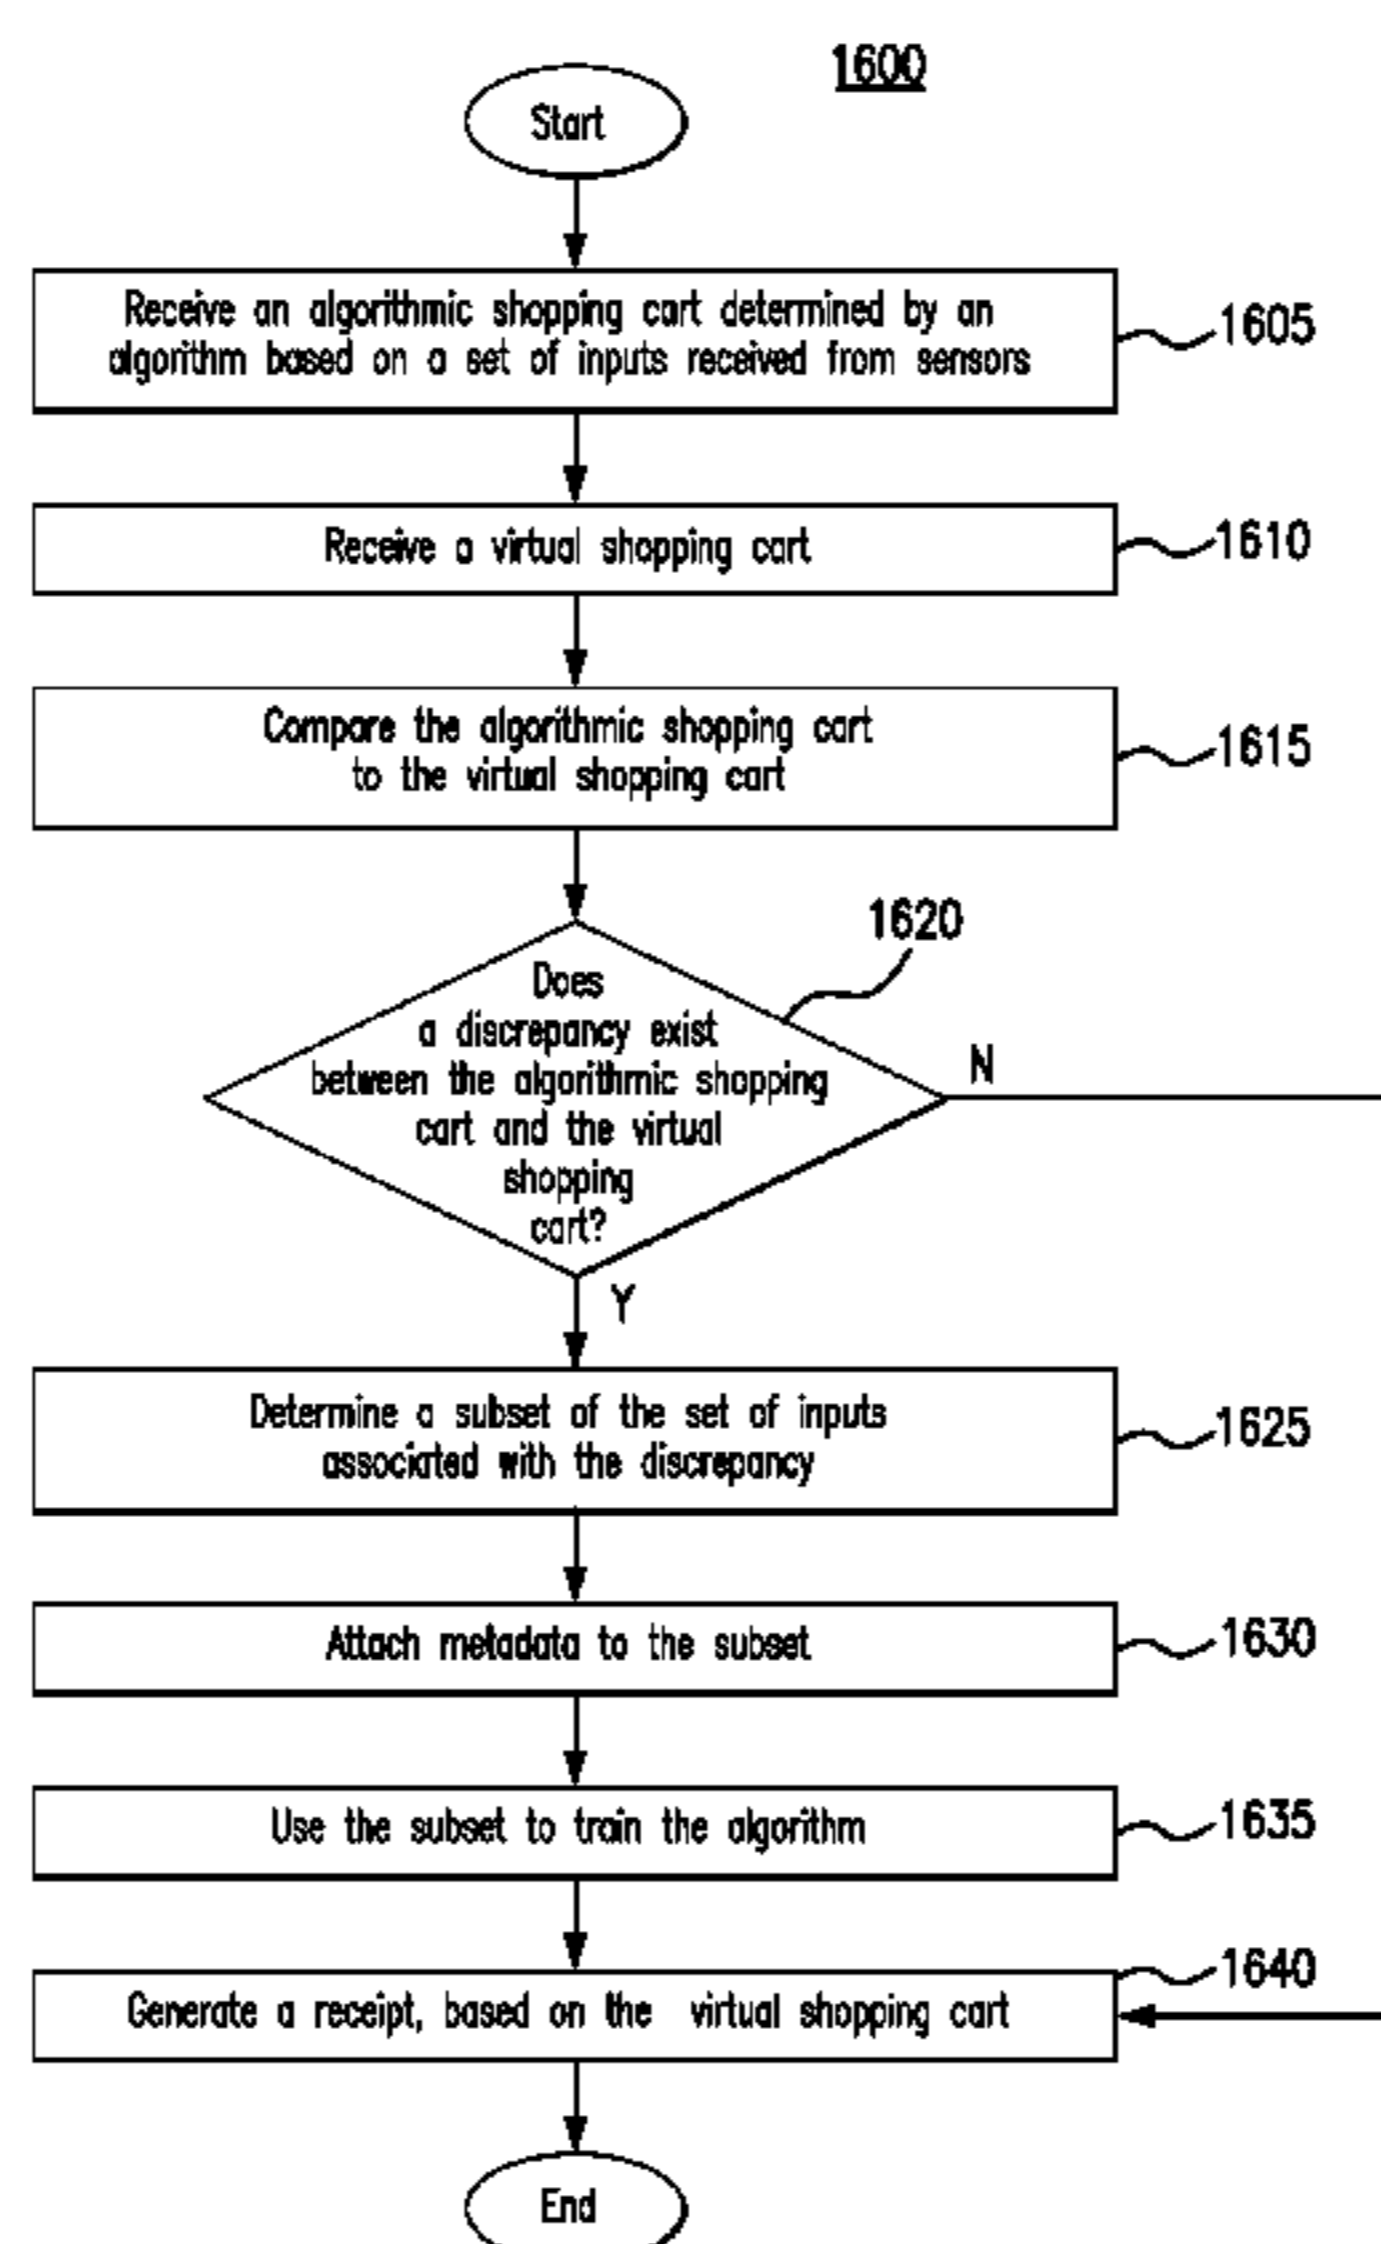 1600
Start
Receive an algorithmic shopping cart determined by an
algorithm based on a set of inputs received from sensors
1605
Receive a virtual shopping cart
1610
Compare the algorithmic shopping cart
to the virtual shopping cart
1615
1620
Does
a discrepancy exist
between the algorithmic shopping
cart and the virtual
shopping
cart?
N
Y
Determine a subset of the set of inputs
associated with the discrepancy
1625
Attach metadata to the subset
1630
Use the subset to train the algorithm
1635
Generate a receipt, based on the virtual shopping cart
1640
End